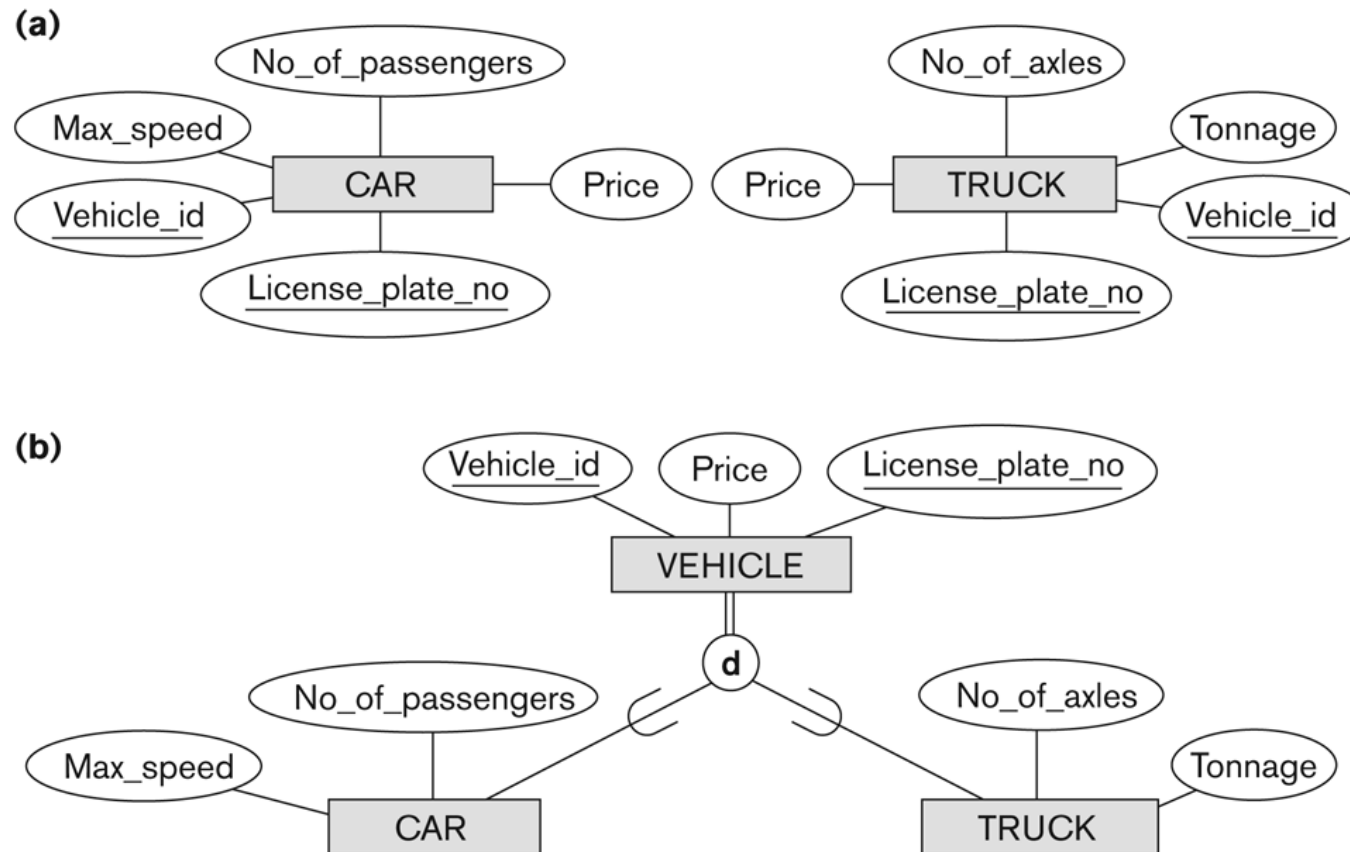 (a)
No_of_passengers
No_of_axles
Max_speed
Tonnage
CAR
Price
Price
TRUCK
Vehicle_id
Vehicle_id
License_plate_no
License_plate_no
(b)
Vehicle_id
Price
License_plate_no
VEHICLE
d
No_of_passengers
No_of_axles
Max_speed
Tonnage
CAR
TRUCK